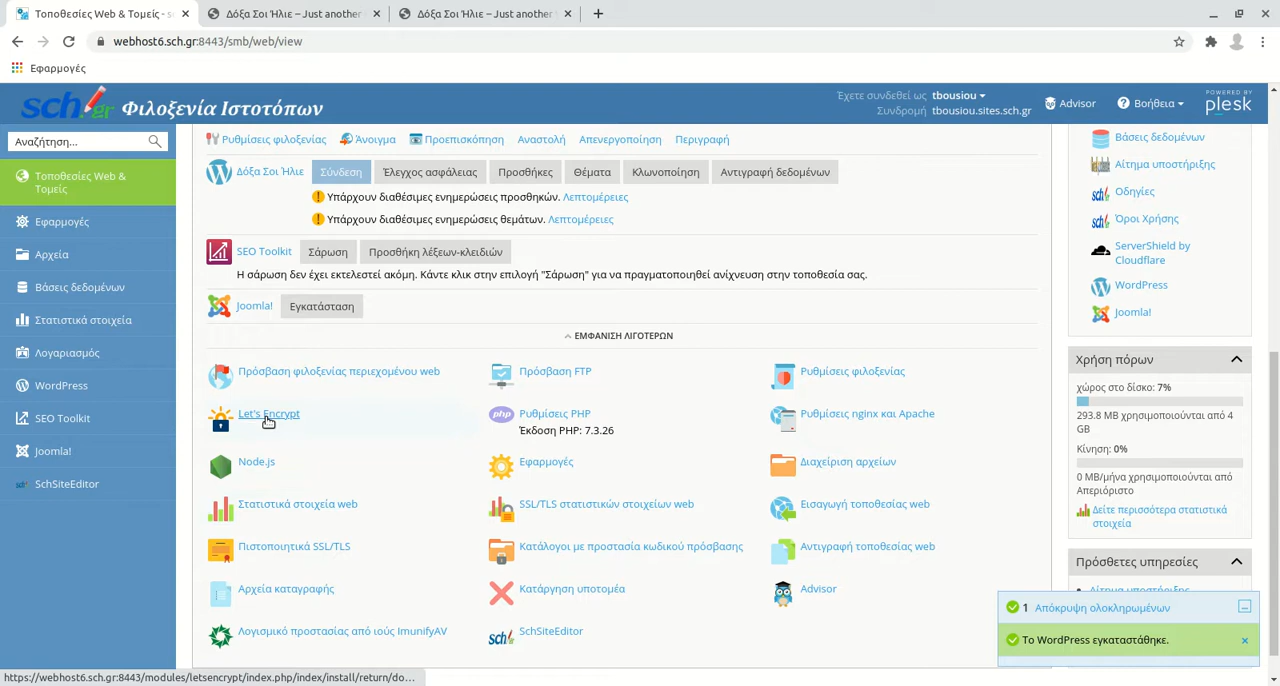 Τοποθεσίες Web & Τομείς - sc
Δόξα Σοι Ήλιε – Just another
Δόξα Σοι Ήλιε – Just another
webhost6.sch.gr:8443/smb/web/view
Εφαρμογές
sch.gr Φιλοξενία Ιστοτόπων
Έχετε συνδεθεί ως tbousiou
Συνδρομή tbousiou.sites.sch.gr
Advisor
Βοήθεια
POWERED BY
plesk
Αναζήτηση...
Τοποθεσίες Web &
Τομείς
Εφαρμογές
Αρχεία
Βάσεις δεδομένων
Στατιστικά στοιχεία
Λογαριασμός
WordPress
SEO Toolkit
Joomla!
SchSiteEditor
Ρυθμίσεις φιλοξενίας Άνοιγμα Προεπισκόπηση Αναστολή Απενεργοποίηση Περιγραφή
Δόξα Σοι Ήλιε Σύνδεση Έλεγχος ασφάλειας Προσθήκες Θέματα Κλωνοποίηση Αντιγραφή δεδομένων
Υπάρχουν διαθέσιμες ενημερώσεις προσθηκών. Λεπτομέρειες
Υπάρχουν διαθέσιμες ενημερώσεις θεμάτων. Λεπτομέρειες
SEO Toolkit Σάρωση Προσθήκη λέξεων-κλειδιών
Η σάρωση δεν έχει εκτελεστεί ακόμη. Κάντε κλικ στην επιλογή "Σάρωση" για να πραγματοποιηθεί ανίχνευση στην τοποθεσία σας.
Joomla! Εγκατάσταση
ΕΜΦΑΝΙΣΗ ΛΙΓΟΤΕΡΩΝ
Πρόσβαση φιλοξενίας περιεχομένου web
Πρόσβαση FTP
Ρυθμίσεις φιλοξενίας
Let's Encrypt
php
Ρυθμίσεις PHP
Έκδοση PHP: 7.3.26
Ρυθμίσεις nginx και Apache
Node.js
Εφαρμογές
Διαχείριση αρχείων
Στατιστικά στοιχεία web
SSL/TLS στατιστικών στοιχείων web
Εισαγωγή τοποθεσίας web
Πιστοποιητικά SSL/TLS
Κατάλογοι με προστασία κωδικού πρόσβασης
Αντιγραφή τοποθεσίας web
Αρχεία καταγραφής
Κατάργηση υποτομέα
Advisor
Λογισμικό προστασίας από ιούς ImunifyAV
sch
SchSiteEditor
Βάσεις δεδομένων
Αίτημα υποστήριξης
sch Οδηγίες
sch Όροι Χρήσης
ServerShield by
Cloudflare
WordPress
Joomla!
Χρήση πόρων
χώρος στο δίσκο: 7%
293.8 MB χρησιμοποιούνται από 4
GB
Κίνηση: 0%
0 MB/μήνα χρησιμοποιούνται από
Απεριόριστο
Δείτε περισσότερα στατιστικά
στοιχεία
Πρόσθετες υπηρεσίες
Αίτημα υποστήριξης
1 Απόκρυψη ολοκληρωμένων
Το WordPress εγκαταστάθηκε.
https://webhost6.sch.gr:8443/modules/letsencrypt/index.php/index/install/return/do...